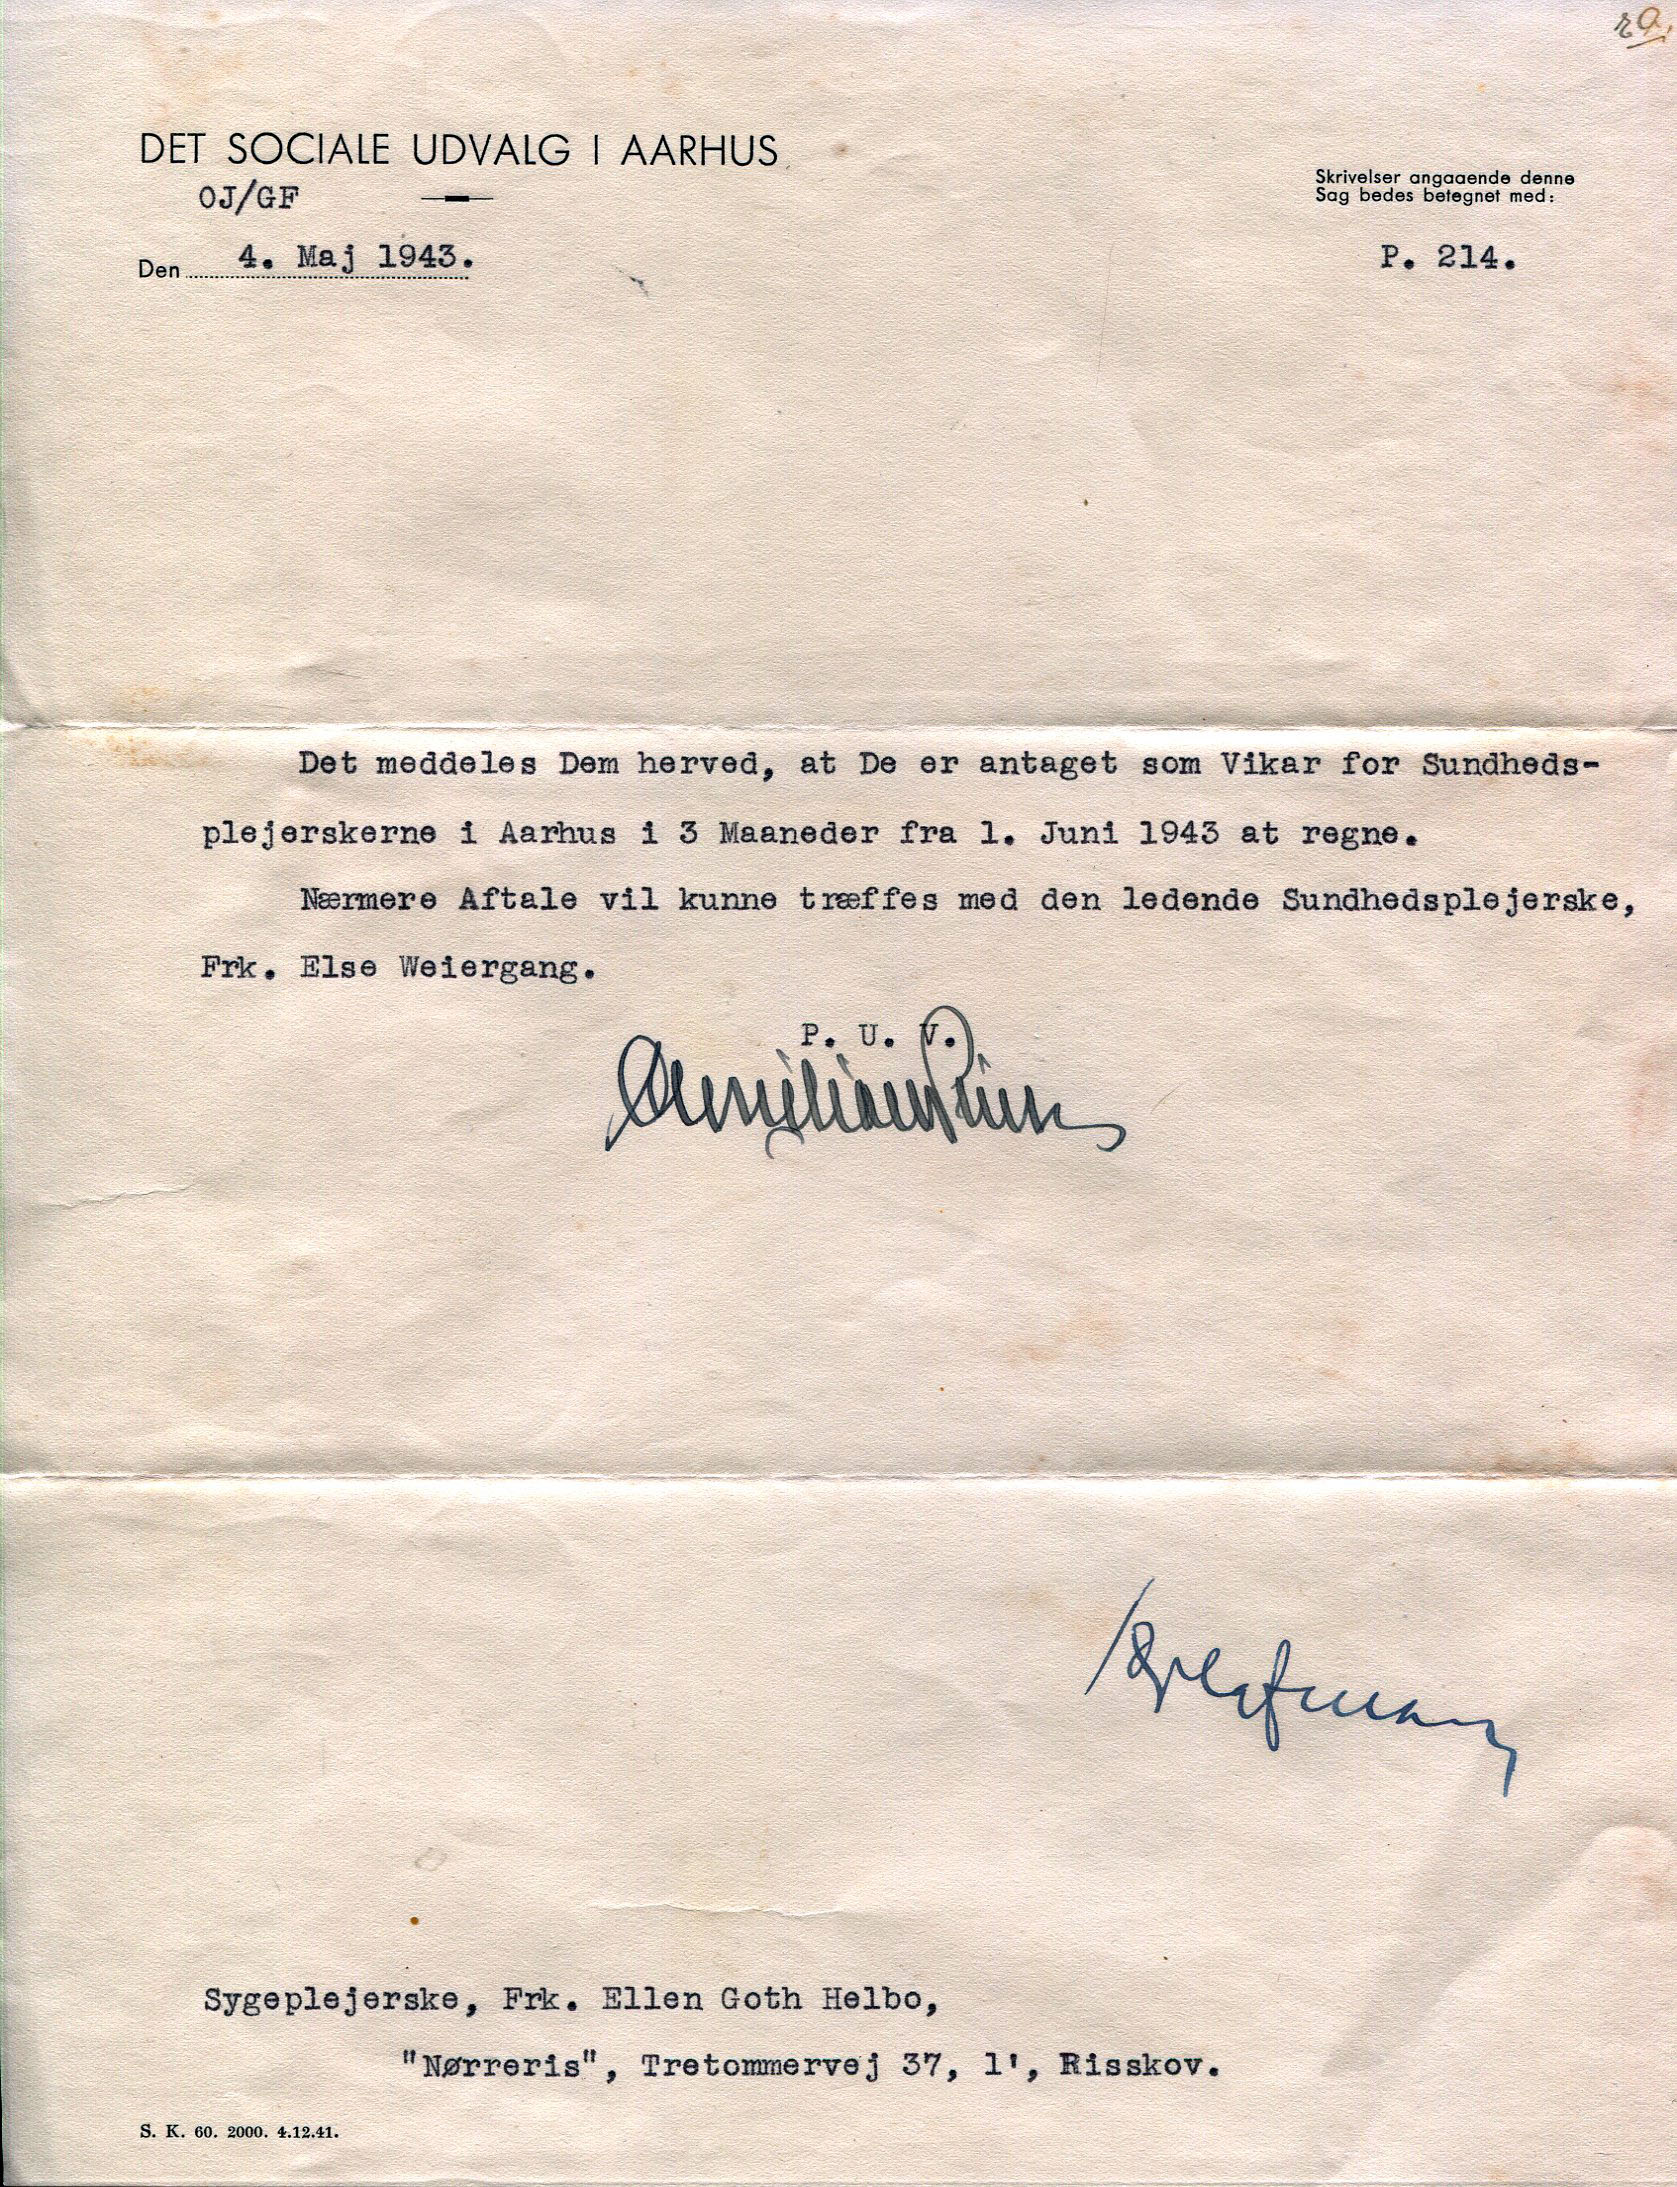 DET SOCIALE UDVALG I AARHUS
OJ/GF
Skrivelser angaaende denne
Sag bedes betegnet med:
Den 4. Maj 1943.
P. 214.
Det meddeles Dem herved, at De er antaget som Vikar for Sundheds-
plejerskerne i Aarhus i 3 Maaneder fra 1. Juni 1943 at regne.
Nærmere Aftale vil kunne træffes med den ledende Sundhedsplejerske,
Frk. Else Weiergang.
P. U. V.
Sygeplejerske, Frk. Ellen Goth Helbo,
"Nørreris", Tretommervej 37, 1', Risskov.
S. K. 60. 2000. 4.12.41.